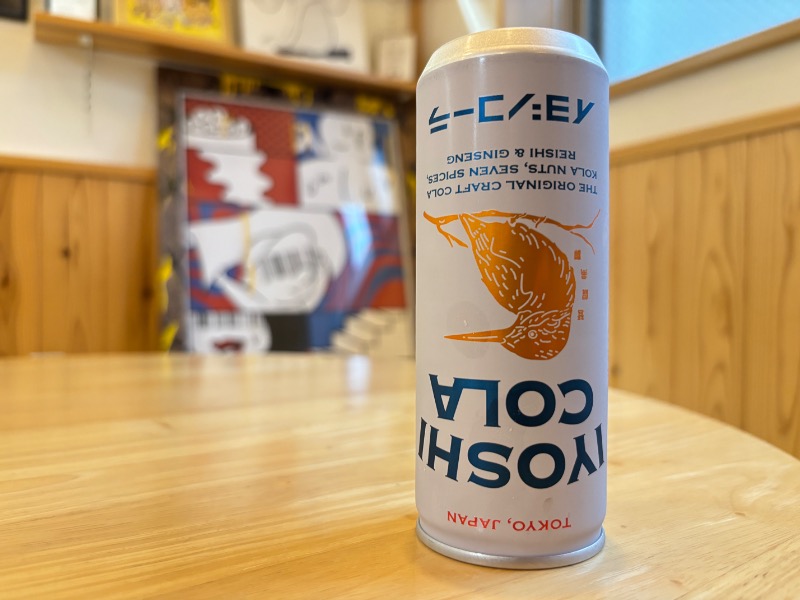 TOKYO, JAPAN
IYOSHI
COLA
THE ORIGINAL CRAFT COLA
KOLA NUTS, SEVEN SPICES,
REISHI & GINSENG
イヨシコーラ